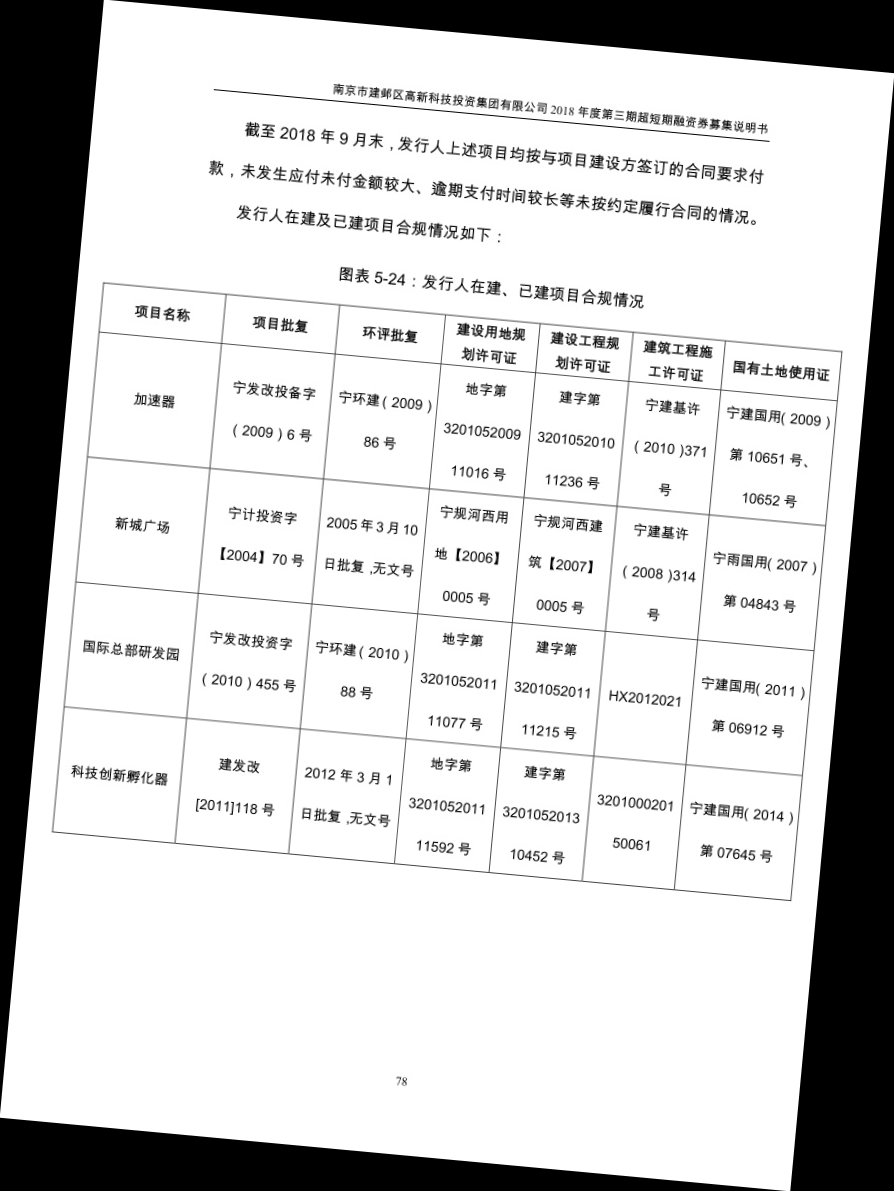 南京市建邺区高新科技投资集团有限公司 2018 年度第三期超短期融资券募集说明书
截至 2018 年 9 月末，发行人上述项目均按与项目建设方签订的合同要求付
款，未发生应付未付金额较大、逾期支付时间较长等未按约定履行合同的情况。
发行人在建及已建项目合规情况如下：
图表 5-24：发行人在建、已建项目合规情况
项目名称
项目批复
环评批复
建设用地规
划许可证
建设工程规
划许可证
建筑工程施
工许可证
国有土地使用证
加速器
宁发改投备字
（2009）6 号
宁环建（2009）
86 号
地字第
3201052009
11016 号
建字第
3201052010
11236 号
宁建基许
（2010）371
号
宁建国用（2009）
第 10651 号、
10652 号
新城广场
宁计投资字
【2004】70 号
2005 年 3 月 10
日批复，无文号
宁规河西用
地【2006】
0005 号
宁规河西建
筑【2007】
0005 号
宁建基许
（2008）314
号
宁雨国用（2007）
第 04843 号
国际总部研发园
宁发改投资字
（2010）455 号
宁环建（2010）
88 号
地字第
3201052011
11077 号
建字第
3201052011
11215 号
HX2012021
宁建国用（2011）
第 06912 号
科技创新孵化器
建发改
[2011]118 号
2012 年 3 月 1
日批复，无文号
地字第
3201052011
11592 号
建字第
3201052013
10452 号
3201000201
50061
宁建国用（2014）
第 07645 号
78